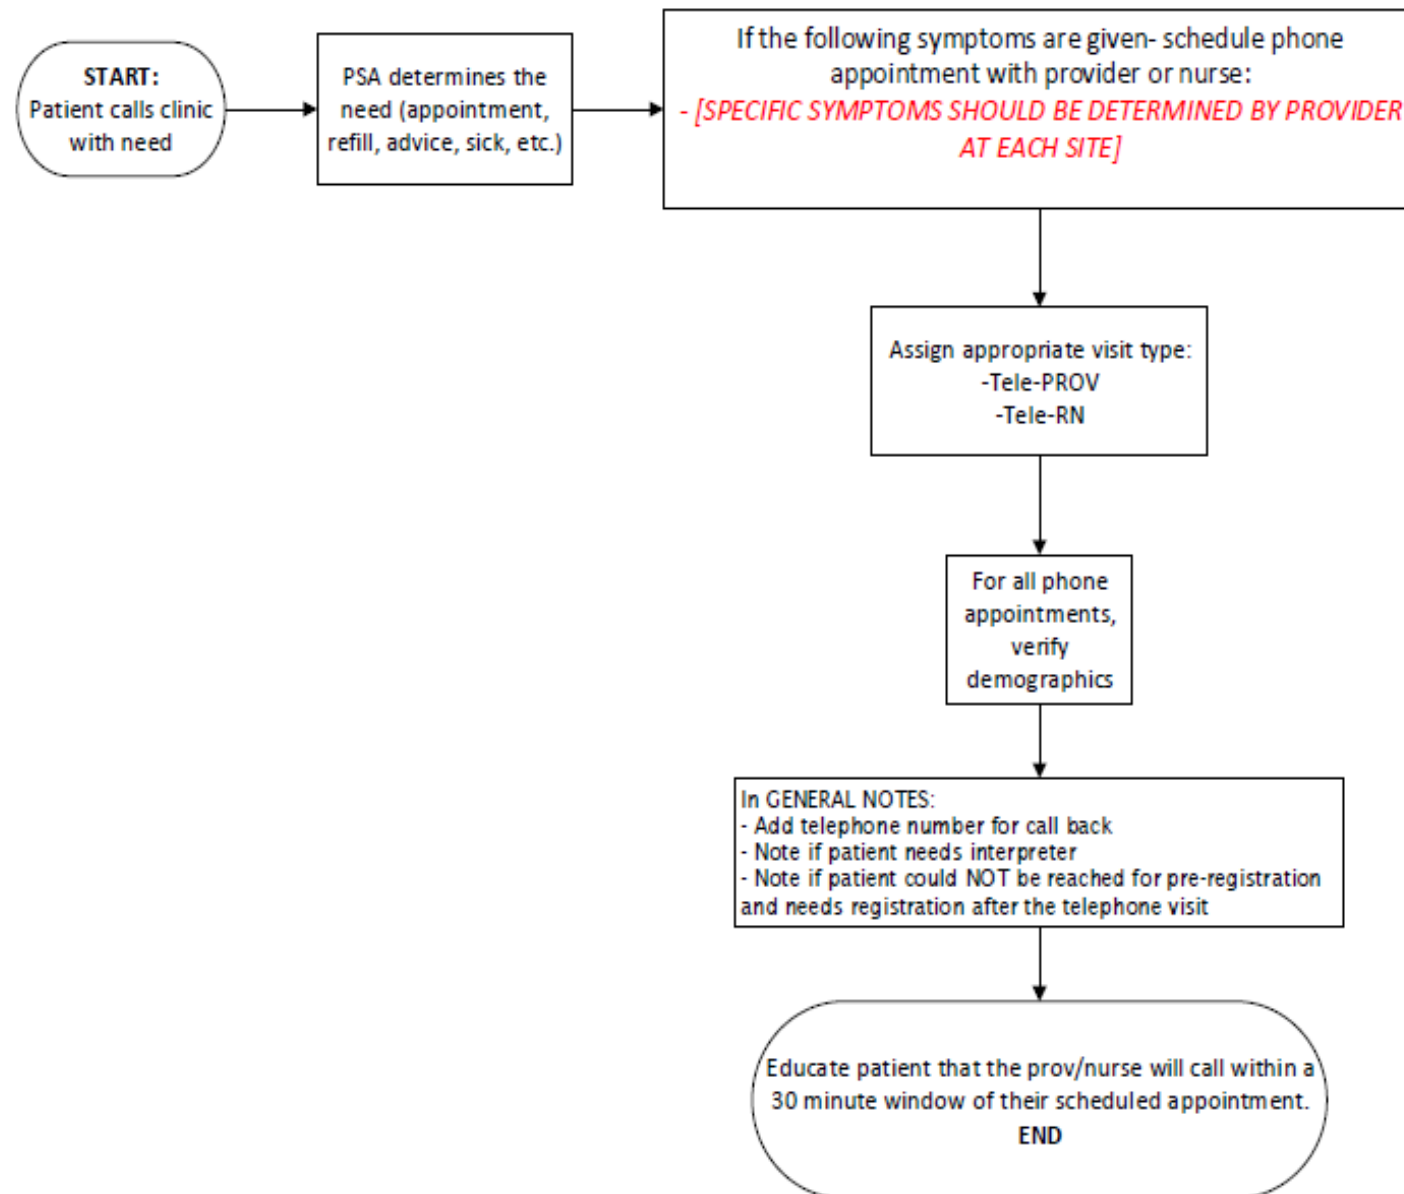 START:
Patient calls clinic
with need
PSA determines the
need (appointment,
refill, advice, sick, etc.)
If the following symptoms are given- schedule phone
appointment with provider or nurse:
- [SPECIFIC SYMPTOMS SHOULD BE DETERMINED BY PROVIDER
AT EACH SITE]
Assign appropriate visit type:
-Tele-PROV
-Tele-RN
For all phone
appointments,
verify
demographics
In GENERAL NOTES:
- Add telephone number for call back
- Note if patient needs interpreter
- Note if patient could NOT be reached for pre-registration
and needs registration after the telephone visit
Educate patient that the prov/nurse will call within a
30 minute window of their scheduled appointment.
END